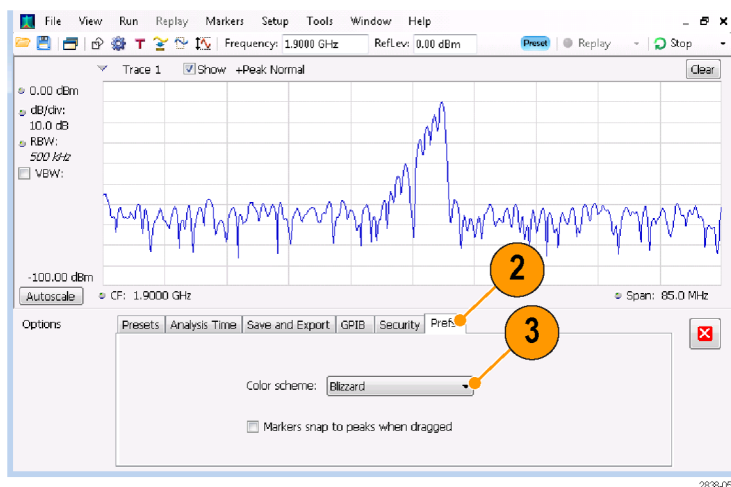 File View Run Replay Markers Setup Tools Window Help
Frequency: 1.9000 GHz RefLev: 0.00 dBm Preset Replay Stop
Trace 1 Show +Peak Normal Clear
0.00 dBm
dB/div:
10.0 dB
RBW:
500 kHz
VBW:
-100.00 dBm
Autoscale CF: 1.9000 GHz Span: 85.0 MHz
2
Options Presets Analysis Time Save and Export GPIB Security Prefs
3
Color scheme: Blizzard
Markers snap to peaks when dragged